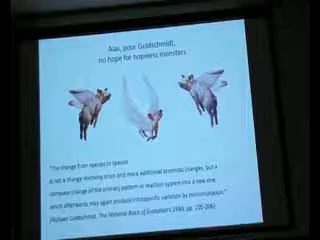 Alas, poor Goldschmidt,
no hope for hopeless monsters
"The change from species to species
is not a change involving more and more additional atomistic changes, but a
complete change of the primary pattern or reaction system into a new one,
which afterwards may again produce intraspecific variation by micromutation."
(Richard Goldschmidt, The Material Basis of Evolution, 1940, pp. 205-206)